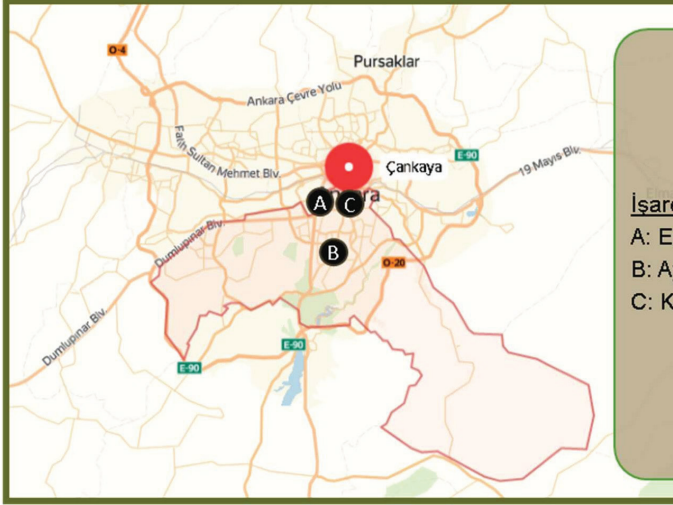 O-4
Pursaklar
Ankara Çevre Yolu
Fatih Sultan Mehmet Blv.
E-90
19 Mayıs Blv.
Çankaya
A
C
B
Dumlupınar Blv.
O-20
Dumlupınar Blv.
E-90
E-90
A: E
B: A
C: K